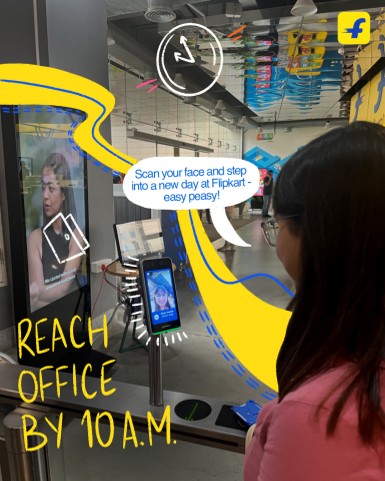 Scan your face and step
into a new day at Flipkart -
easy peasy!
REACH
OFFICE
BY 10 A.M.